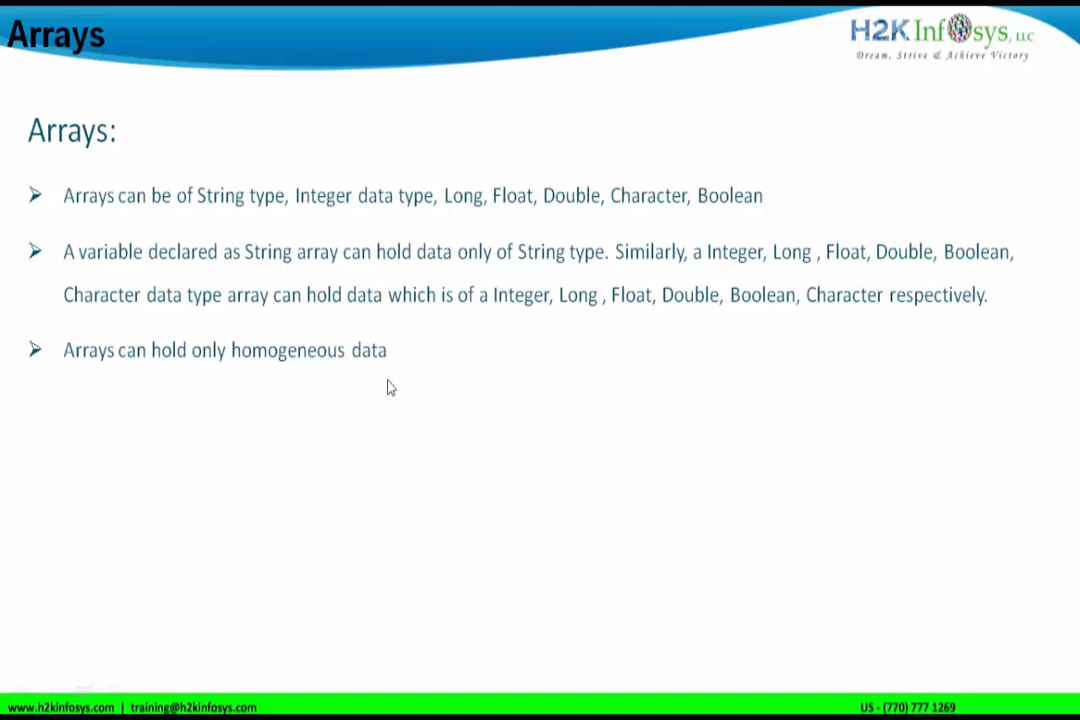 Arrays
H2K Infosys, LLC
Dream, Strive & Achieve Victory
Arrays:
➢ Arrays can be of String type, Integer data type, Long, Float, Double, Character, Boolean
➢ A variable declared as String array can hold data only of String type. Similarly, a Integer, Long , Float, Double, Boolean,
Character data type array can hold data which is of a Integer, Long , Float, Double, Boolean, Character respectively.
➢ Arrays can hold only homogeneous data
www.h2kinfosys.com | training@h2kinfosys.com
US - (770) 777 1269